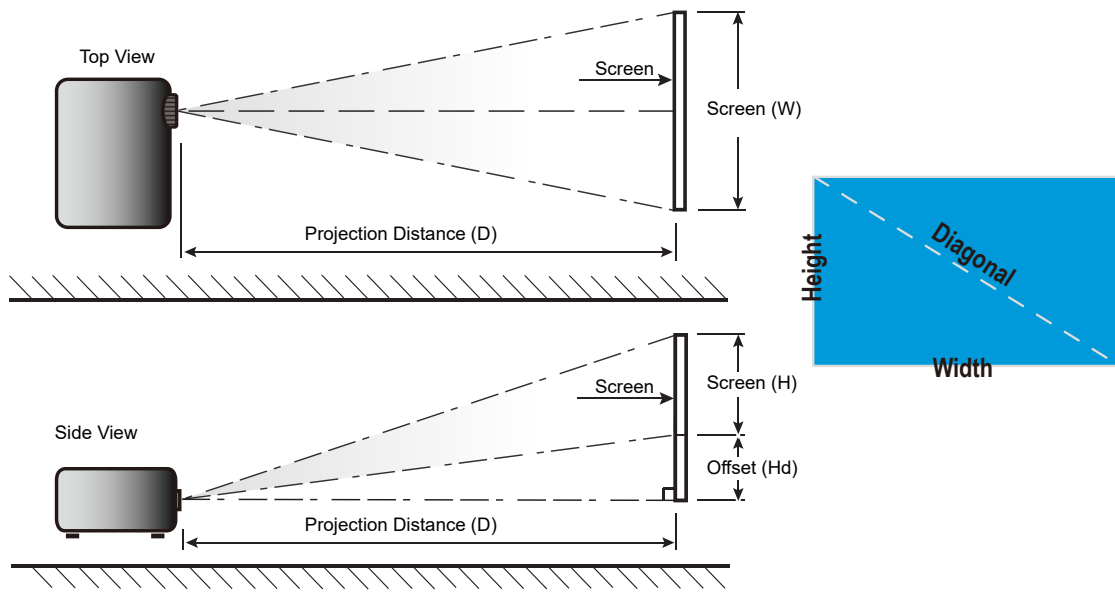 Top View
Screen
Screen (W)
Projection Distance (D)
Height
Diagonal
Width
Side View
Screen
Screen (H)
Offset (Hd)
Projection Distance (D)